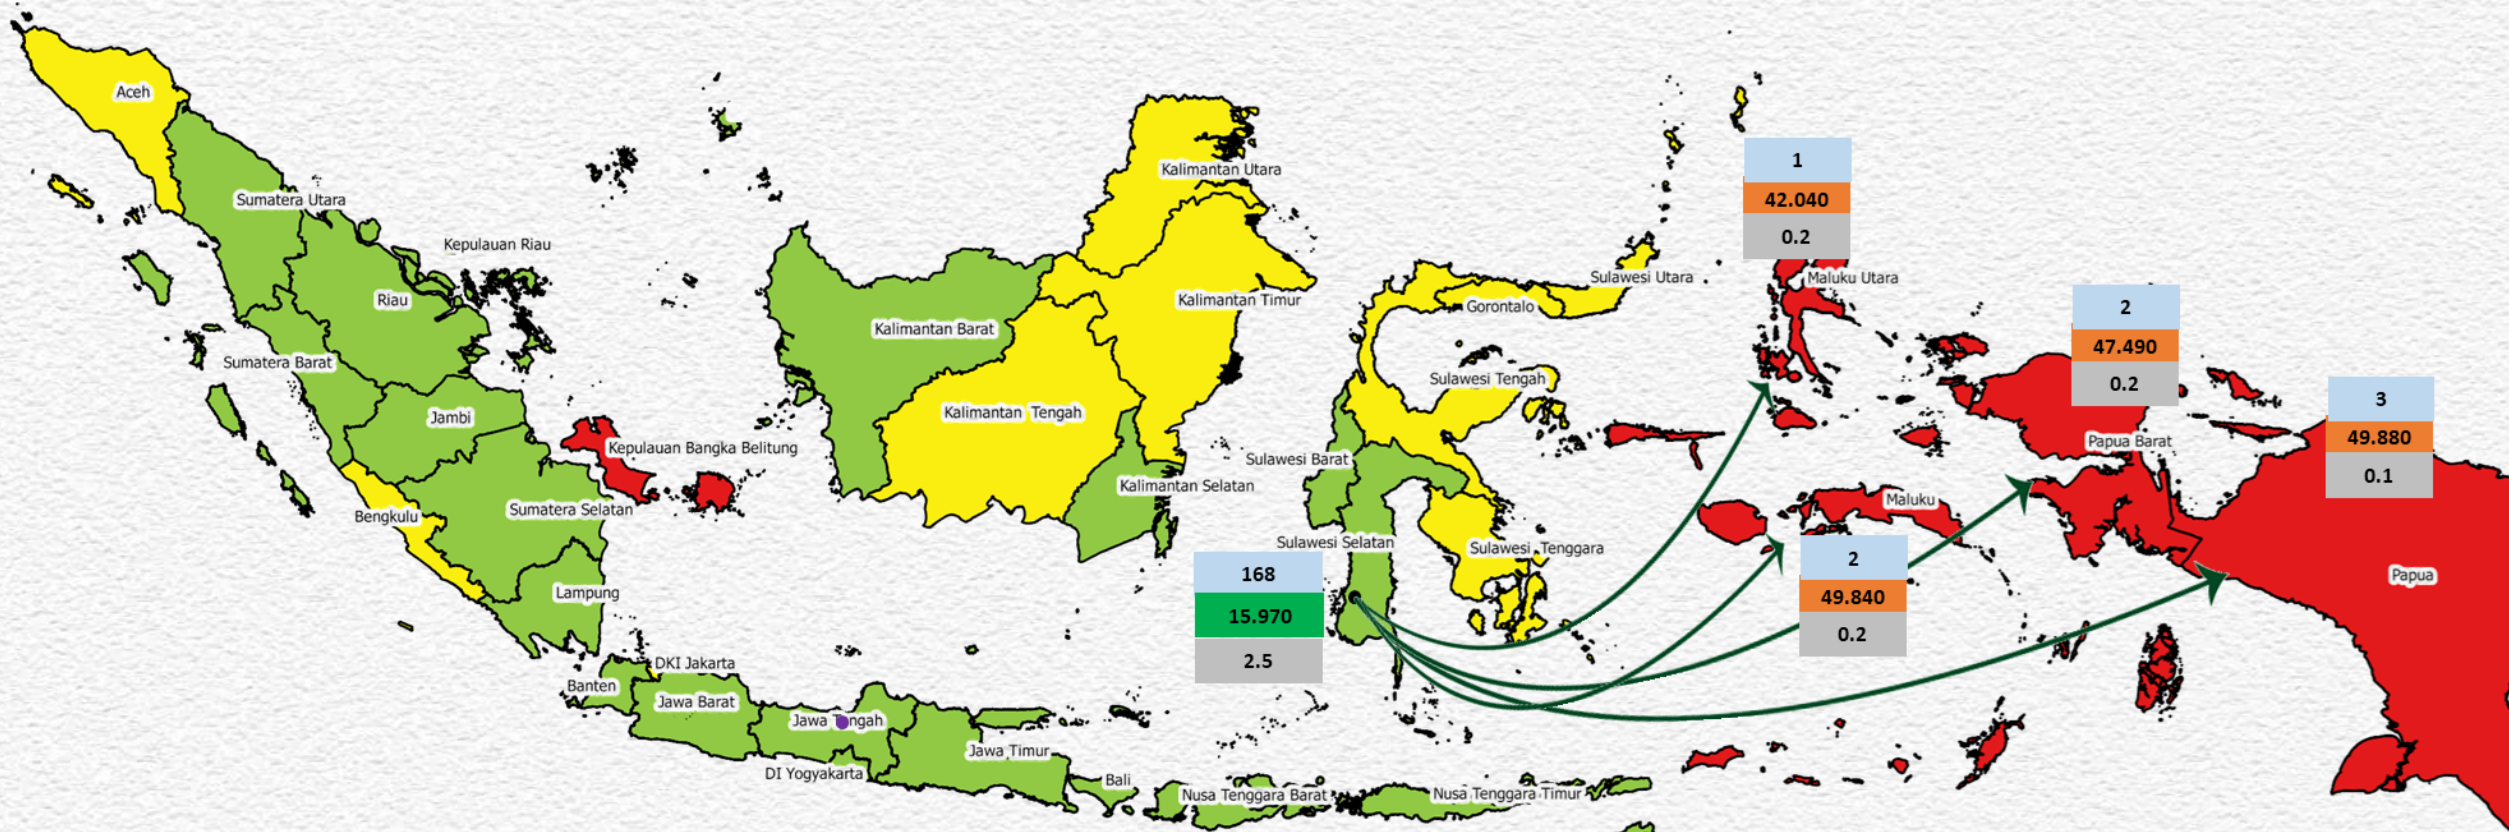 Aceh
Sumatera Utara
Kepulauan Riau
Riau
Sumatera Barat
Jambi
Kepulauan Bangka Belitung
Bengkulu
Sumatera Selatan
Lampung
DKI Jakarta
Banten
Jawa Barat
Jawa Tengah
DI Yogyakarta
Jawa Timur
Bali
Nusa Tenggara Barat
Nusa Tenggara Timur
Kalimantan Utara
Kalimantan Timur
Kalimantan Barat
Kalimantan Tengah
Kalimantan Selatan
Sulawesi Utara
Gorontalo
Sulawesi Tengah
Sulawesi Barat
Sulawesi Selatan
Sulawesi Tenggara
168
15.970
2.5
1
42.040
0.2
Maluku Utara
2
47.490
0.2
Papua Barat
3
49.880
0.1
Maluku
2
49.840
0.2
Papua